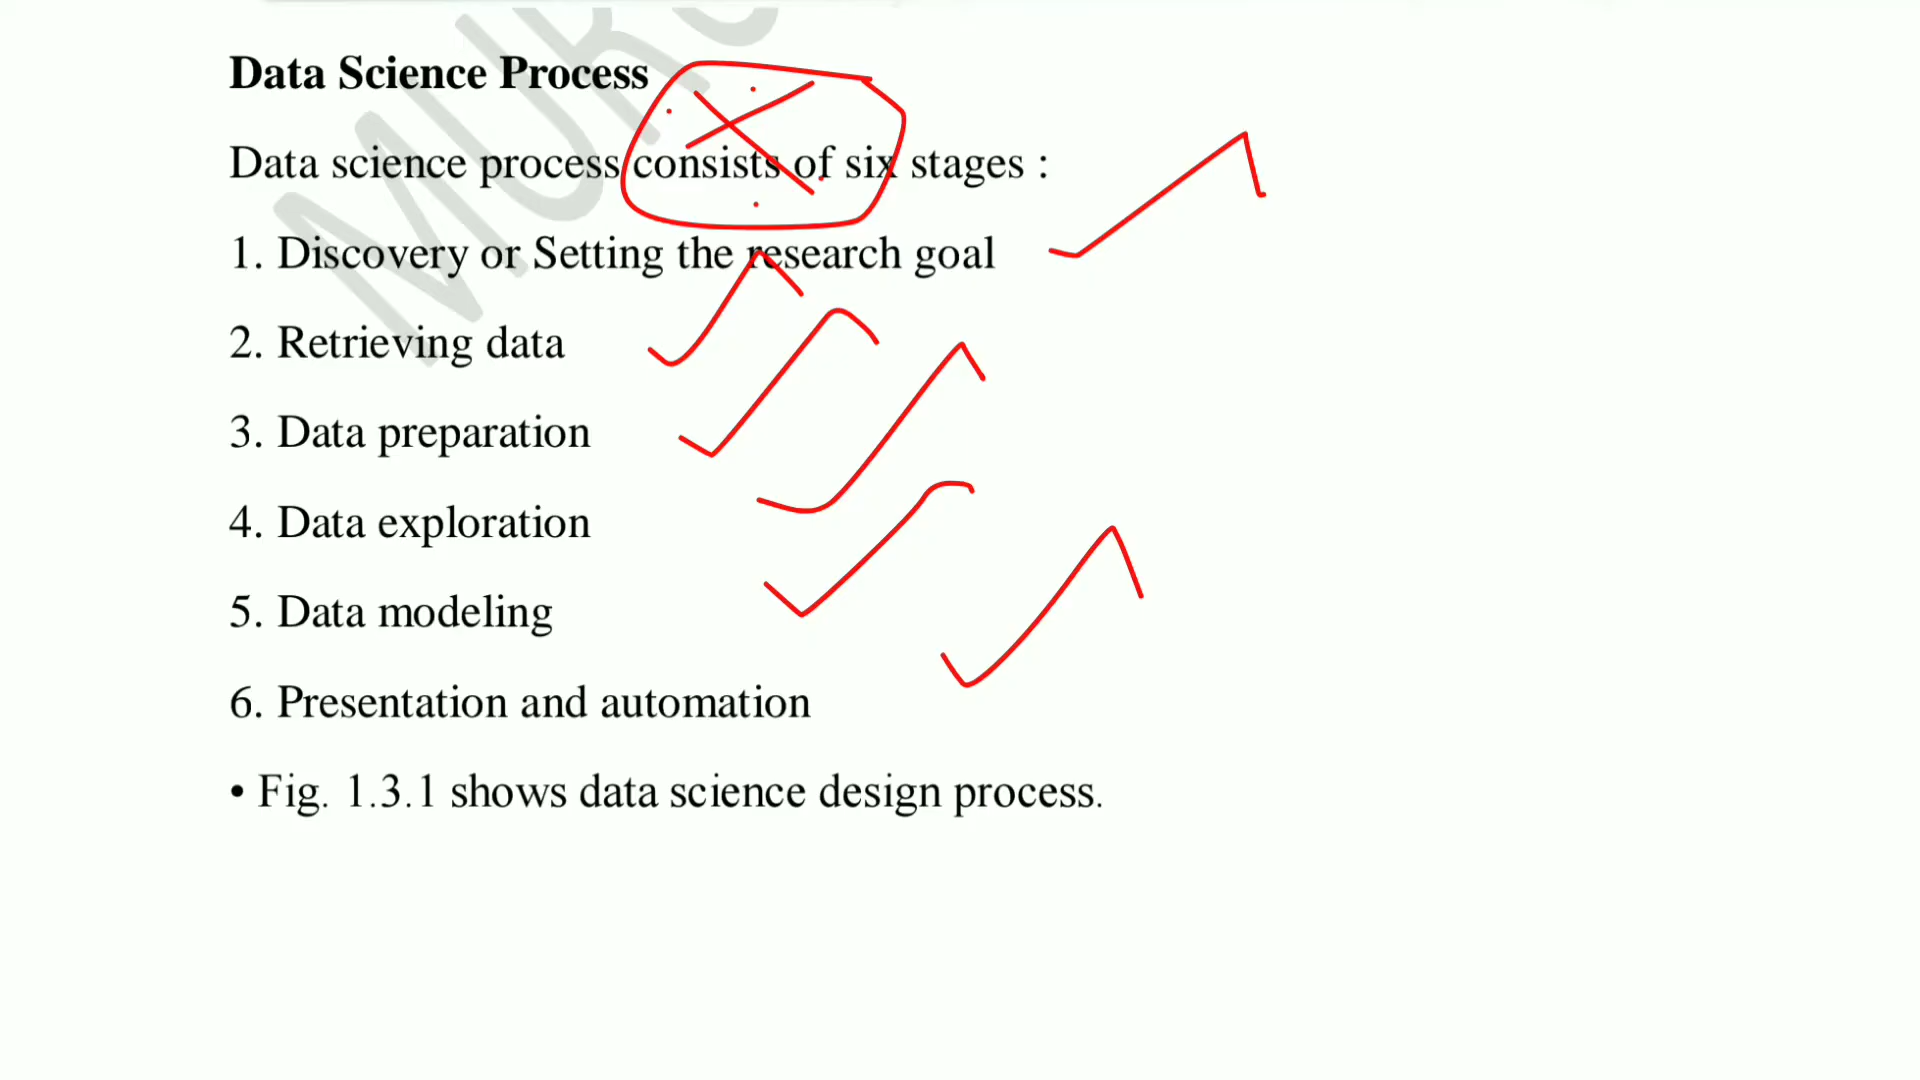 Data Science Process
Data science process consists of six stages :
1. Discovery or Setting the research goal
2. Retrieving data
3. Data preparation
4. Data exploration
5. Data modeling
6. Presentation and automation
• Fig. 1.3.1 shows data science design process.